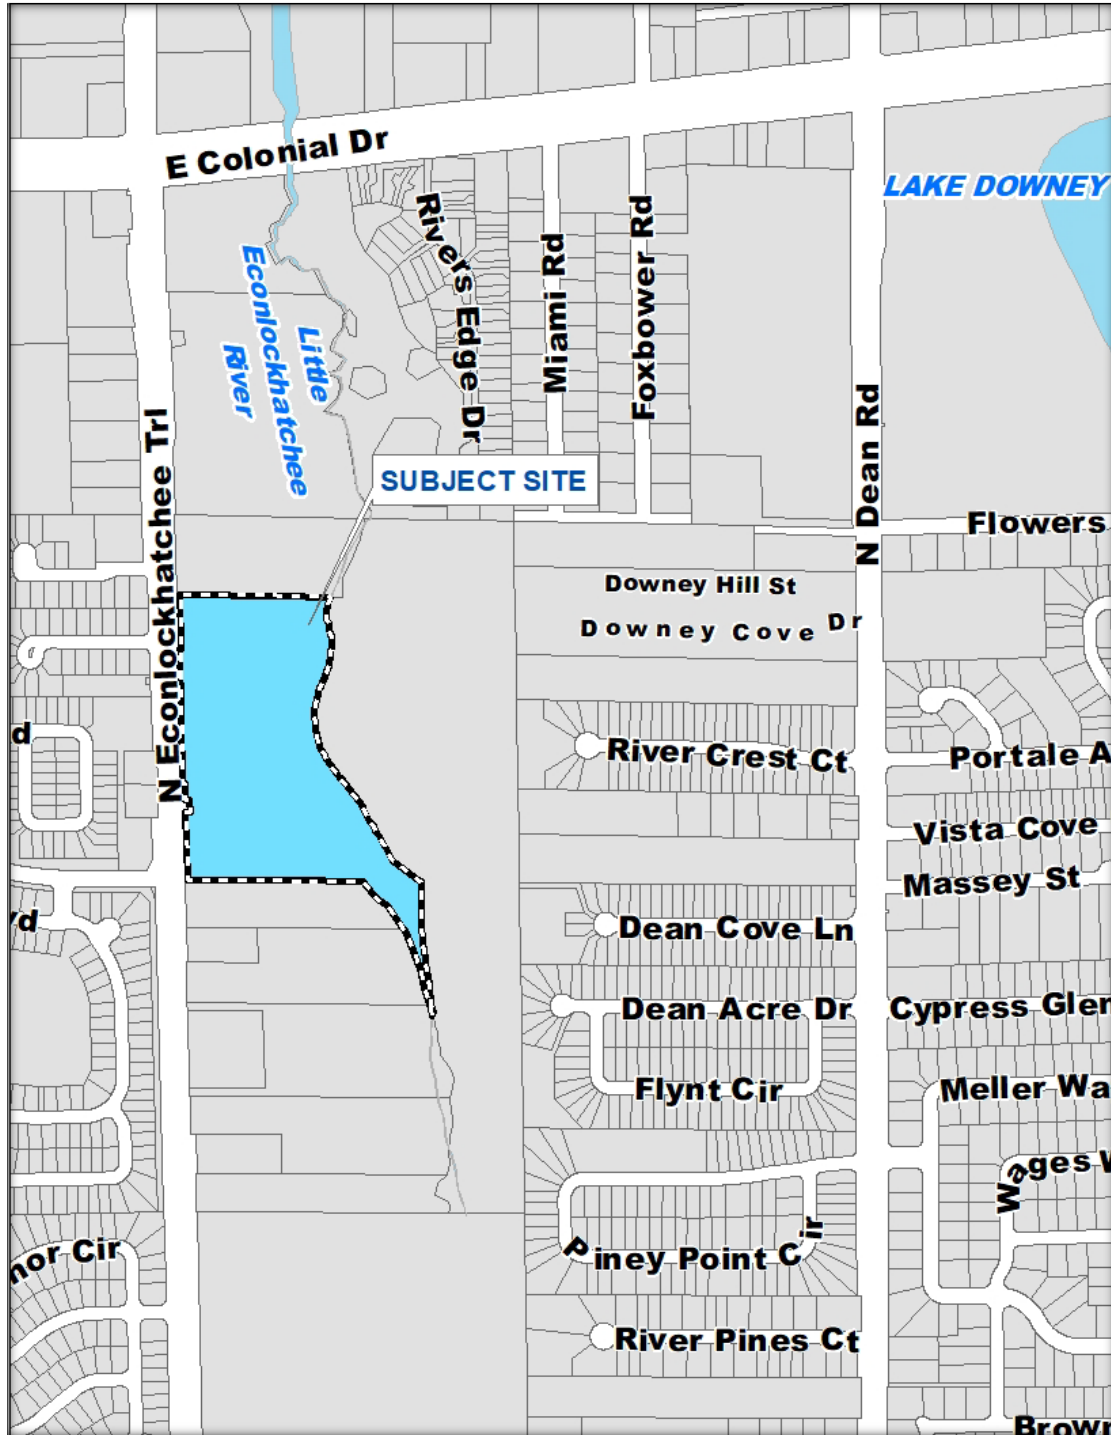 E Colonial Dr
LAKE DOWNEY
Rivers Edge Dr
Miami Rd
Foxbower Rd
Little
Econlockhatchee
River
N Dean Rd
N Econlockhatchee Trl
SUBJECT SITE
Flowers
Downey Hill St
Downey Cove Dr
d
River Crest Ct
Portale A
Vista Cove
Massey St
vd
Dean Cove Ln
Dean Acre Dr
Cypress Glen
Flynt Cir
Meller Wa
Wages W
nor Cir
Piney Point Cir
River Pines Ct
Brown